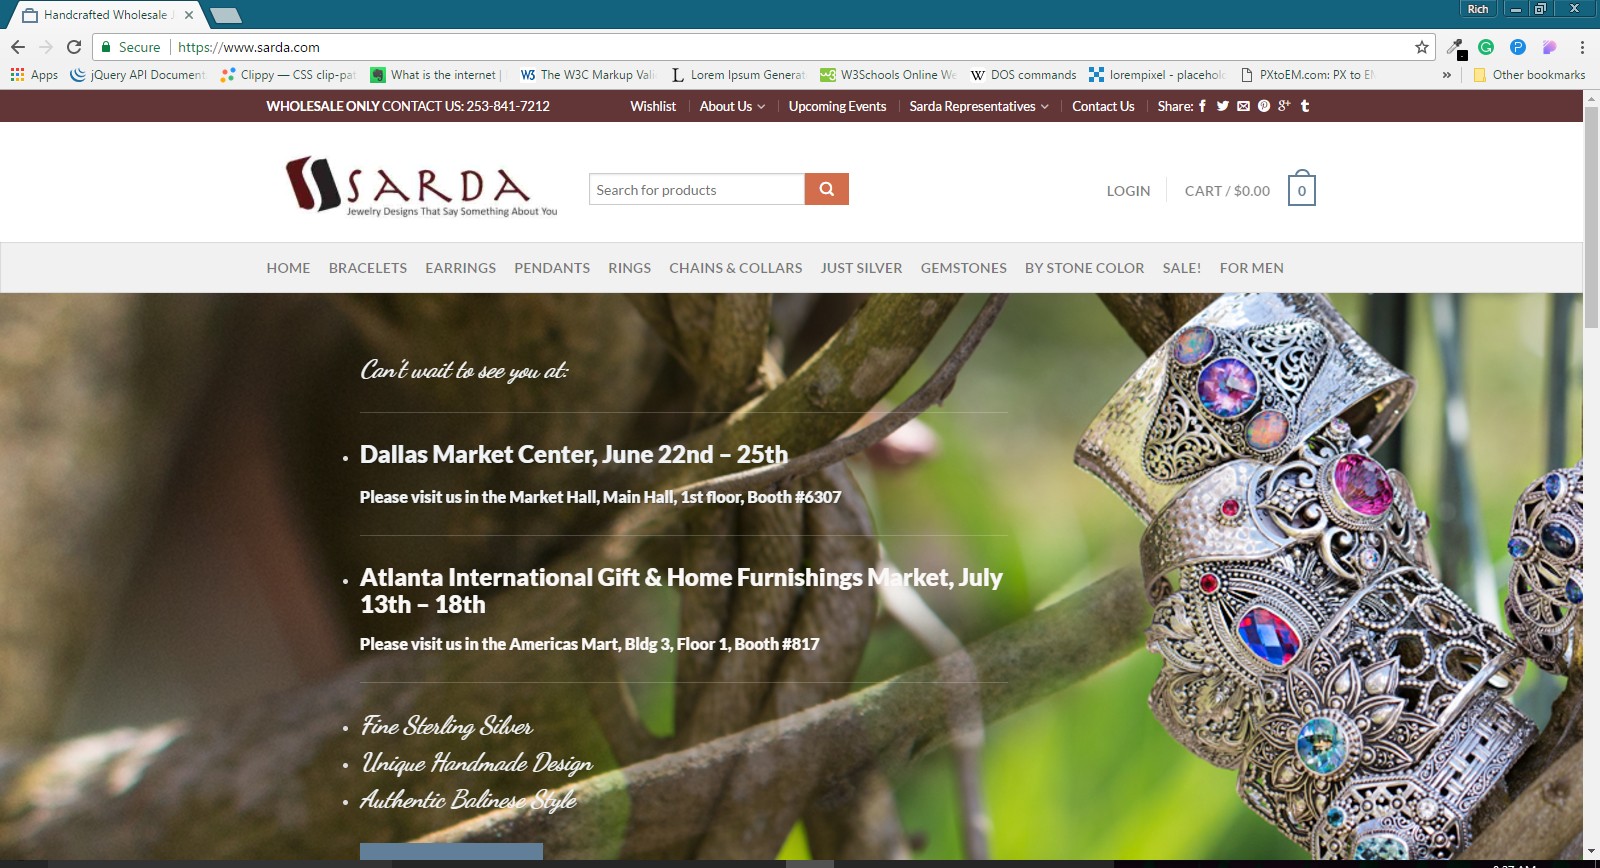 Handcrafted Wholesale
Rich
Secure
https://www.sarda.com
Apps
jQuery API Document
Clippy — CSS clip-pat
What is the internet |
The W3C Markup Vali
Lorem Ipsum Generat
W3Schools Online We
DOS commands
lorempixel - placehol
PXtoEM.com: PX to EM
»
Other bookmarks
WHOLESALE ONLY CONTACT US: 253-841-7212
Wishlist
About Us
Upcoming Events
Sarda Representatives
Contact Us
Share:
SARDA
Jewelry Designs That Say Something About You
Search for products
LOGIN
CART / $0.00
0
HOME
BRACELETS
EARRINGS
PENDANTS
RINGS
CHAINS & COLLARS
JUST SILVER
GEMSTONES
BY STONE COLOR
SALE!
FOR MEN
Can't wait to see you at:
• Dallas Market Center, June 22nd – 25th
Please visit us in the Market Hall, Main Hall, 1st floor, Booth #6307
• Atlanta International Gift & Home Furnishings Market, July
13th – 18th
Please visit us in the Americas Mart, Bldg 3, Floor 1, Booth #817
• Fine Sterling Silver
• Unique Handmade Design
• Authentic Balinese Style